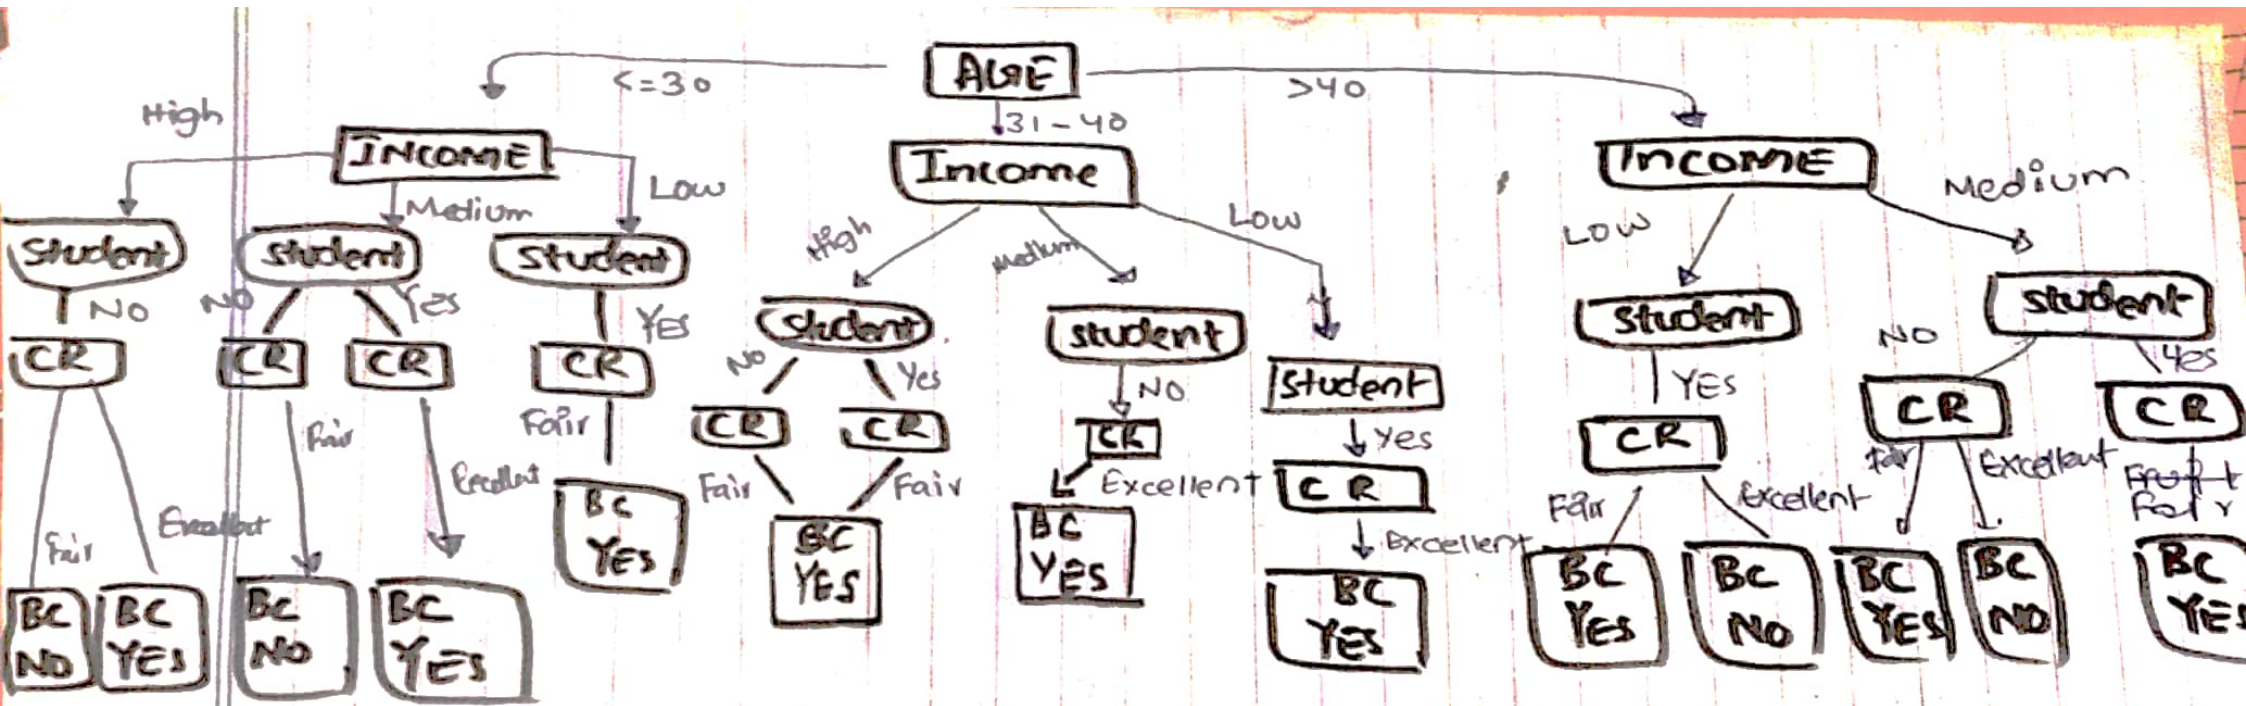 AGE
<=30
31-40
>40
High
INCOME
Medium
Low
Income
High
Medium
Low
INCOME
LOW
Medium
Student
NO
CR
Fair
Excellent
BC
NO
BC
YES
Student
NO
Yes
CR
CR
Fair
Excellent
BC
NO
BC
YES
Student
YES
CR
Fair
BC
YES
Student
No
Yes
CR
CR
Fair
Fair
BC
YES
Student
NO
CR
Excellent
BC
YES
Student
Yes
CR
Excellent
BC
YES
Student
YES
CR
Fair
Excellent
BC
YES
BC
NO
Student
NO
Yes
CR
CR
Fair
Excellent
Fair
BC
YES
BC
NO
BC
YES